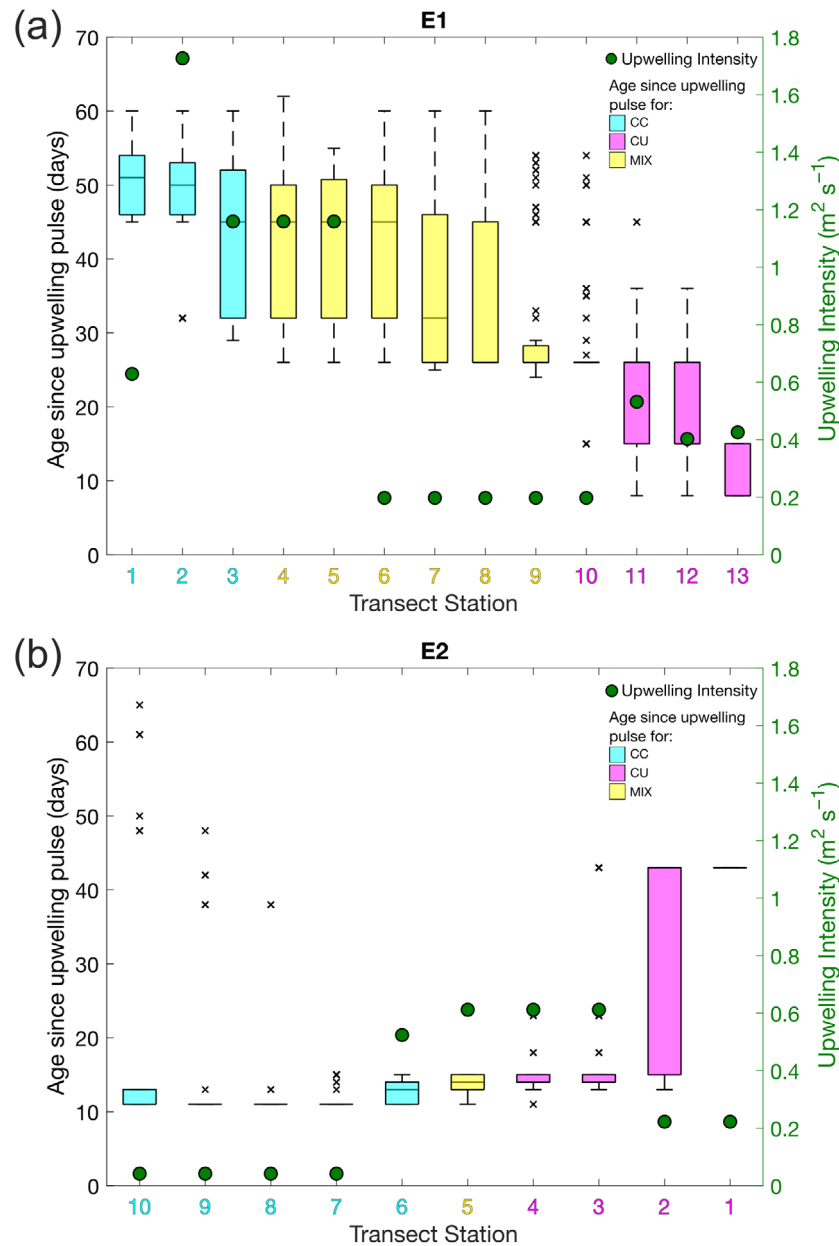 (a)
E1
Age since upwelling pulse (days)
70
60
50
40
30
20
10
0
Upwelling Intensity
Age since upwelling
pulse for:
CC
CU
MIX
1.8
1.6
1.4
1.2
1
0.8
0.6
0.4
0.2
0
Upwelling Intensity (m² s⁻¹)
1 2 3 4 5 6 7 8 9 10 11 12 13
Transect Station
(b)
E2
Age since upwelling pulse (days)
70
60
50
40
30
20
10
0
Upwelling Intensity
Age since upwelling
pulse for:
CC
CU
MIX
1.8
1.6
1.4
1.2
1
0.8
0.6
0.4
0.2
0
Upwelling Intensity (m² s⁻¹)
10 9 8 7 6 5 4 3 2 1
Transect Station